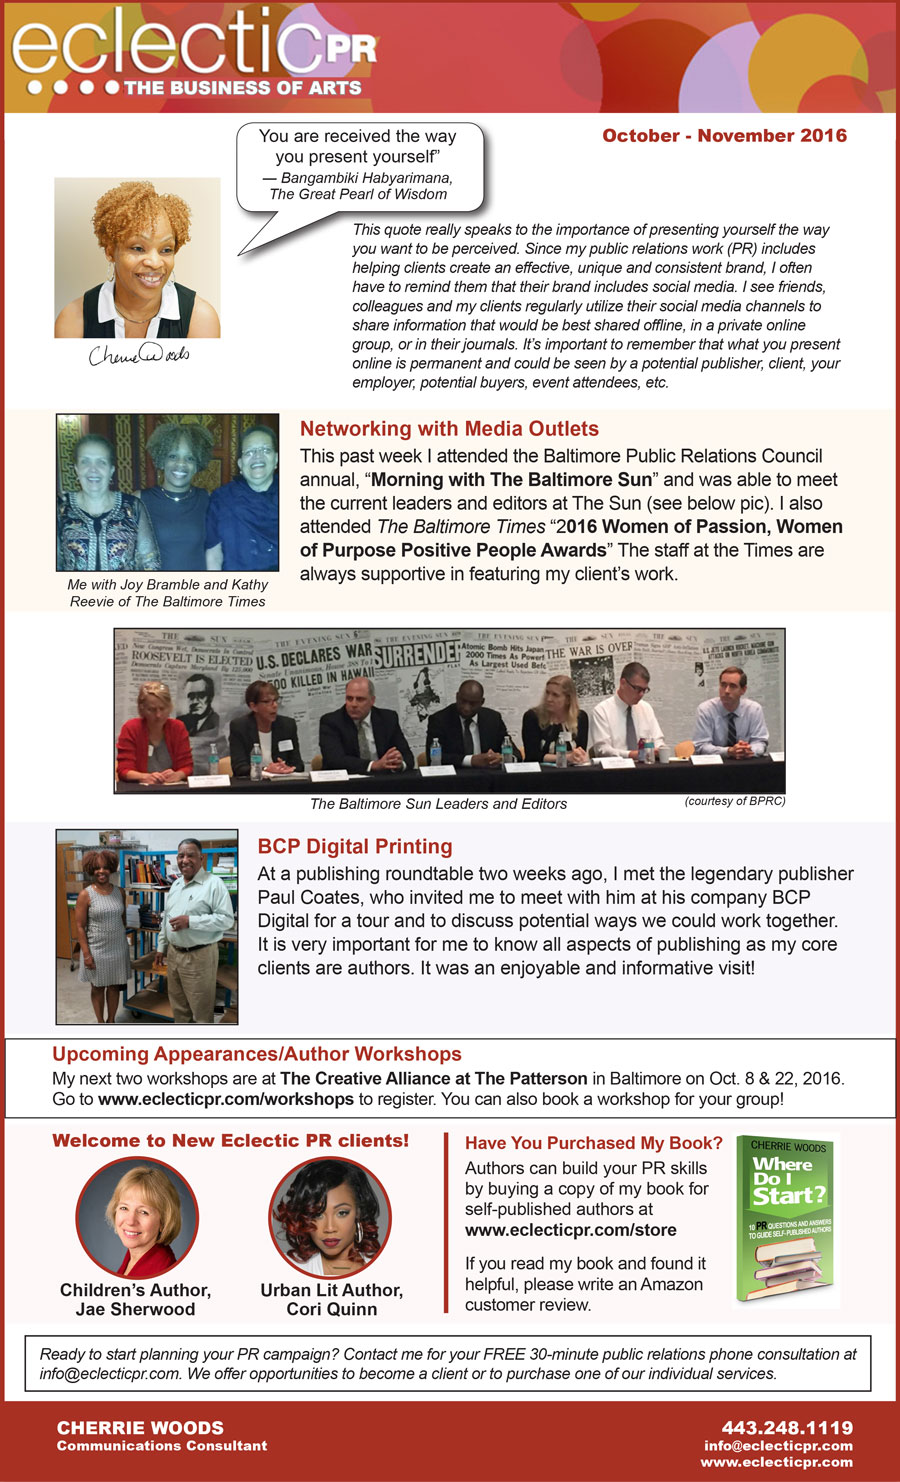 eclecticPR
THE BUSINESS OF ARTS
October - November 2016
You are received the way
you present yourself”
— Bangambiki Habyarimana,
The Great Pearl of Wisdom
Cherrie Woods
This quote really speaks to the importance of presenting yourself the way
you want to be perceived. Since my public relations work (PR) includes
helping clients create an effective, unique and consistent brand, I often
have to remind them that their brand includes social media. I see friends,
colleagues and my clients regularly utilize their social media channels to
share information that would be best shared offline, in a private online
group, or in their journals. It’s important to remember that what you present
online is permanent and could be seen by a potential publisher, client, your
employer, potential buyers, event attendees, etc.
Networking with Media Outlets
This past week I attended the Baltimore Public Relations Council
annual, “Morning with The Baltimore Sun” and was able to meet
the current leaders and editors at The Sun (see below pic). I also
attended The Baltimore Times “2016 Women of Passion, Women
of Purpose Positive People Awards” The staff at the Times are
always supportive in featuring my client’s work.
Me with Joy Bramble and Kathy
Reevie of The Baltimore Times
THE SUN
THE EVENING SUN
ROOSEVELT IS ELECTED
U.S. DECLARES WAR
KILLED IN HAWAII
SURRENDER
Atomic Bomb Hits Japan
2000 Times As Powerful
As Largest Used Before
THE WAR IS OVER
The Baltimore Sun Leaders and Editors
(courtesy of BPRC)
BCP Digital Printing
At a publishing roundtable two weeks ago, I met the legendary publisher
Paul Coates, who invited me to meet with him at his company BCP
Digital for a tour and to discuss potential ways we could work together.
It is very important for me to know all aspects of publishing as my core
clients are authors. It was an enjoyable and informative visit!
Upcoming Appearances/Author Workshops
My next two workshops are at The Creative Alliance at The Patterson in Baltimore on Oct. 8 & 22, 2016.
Go to www.eclecticpr.com/workshops to register. You can also book a workshop for your group!
Welcome to New Eclectic PR clients!
Children’s Author,
Jae Sherwood
Urban Lit Author,
Cori Quinn
Have You Purchased My Book?
Authors can build your PR skills
by buying a copy of my book for
self-published authors at
www.eclecticpr.com/store
If you read my book and found it
helpful, please write an Amazon
customer review.
CHERRIE WOODS
Where
Do I
Start?
10 PR QUESTIONS AND ANSWERS
TO GUIDE SELF-PUBLISHED AUTHORS
Ready to start planning your PR campaign? Contact me for your FREE 30-minute public relations phone consultation at
info@eclecticpr.com. We offer opportunities to become a client or to purchase one of our individual services.
CHERRIE WOODS
Communications Consultant
443.248.1119
info@eclecticpr.com
www.eclecticpr.com